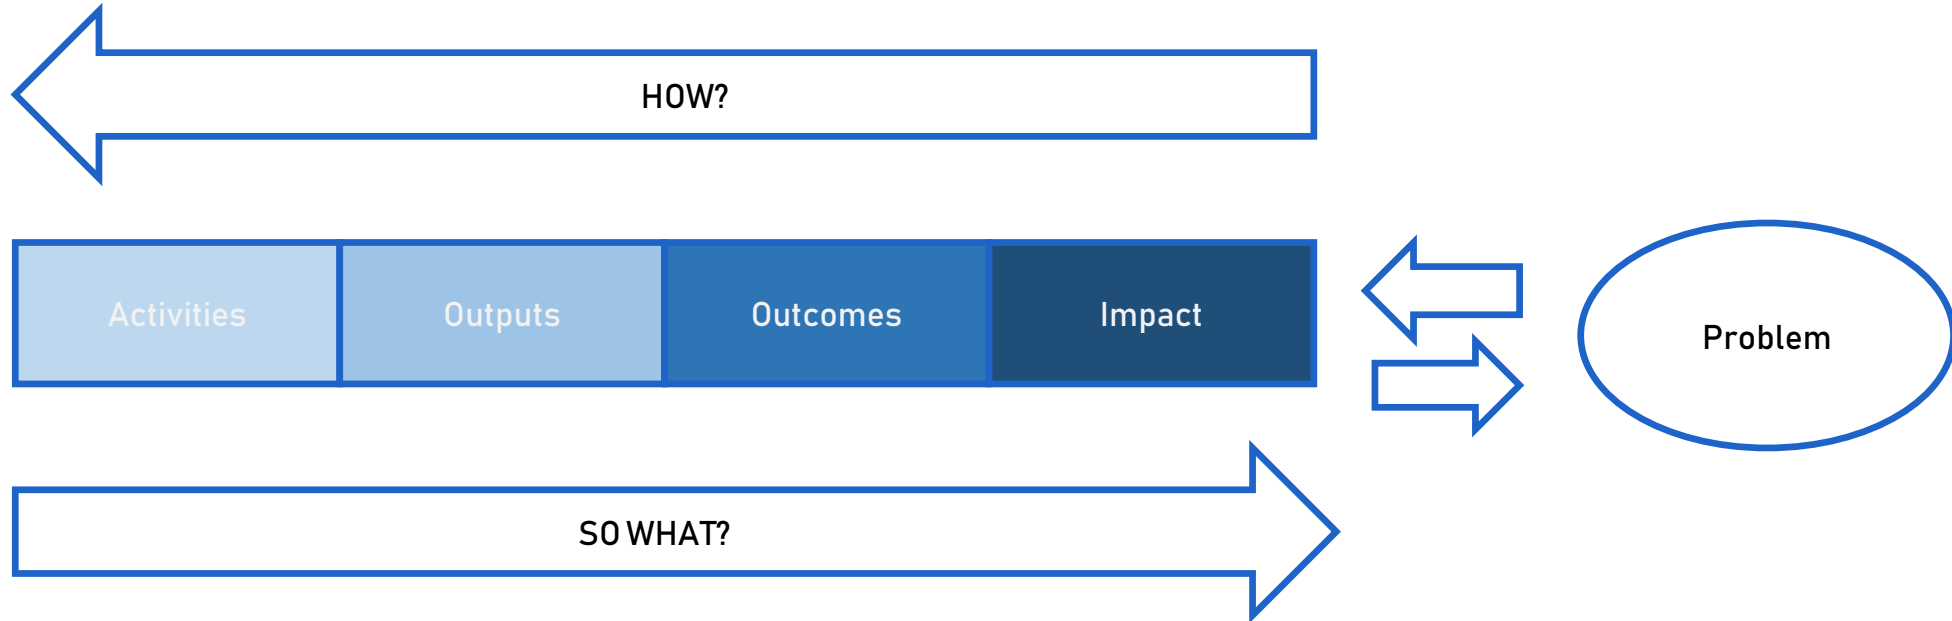 HOW?
Activities
Outputs
Outcomes
Impact
Problem
SO WHAT?